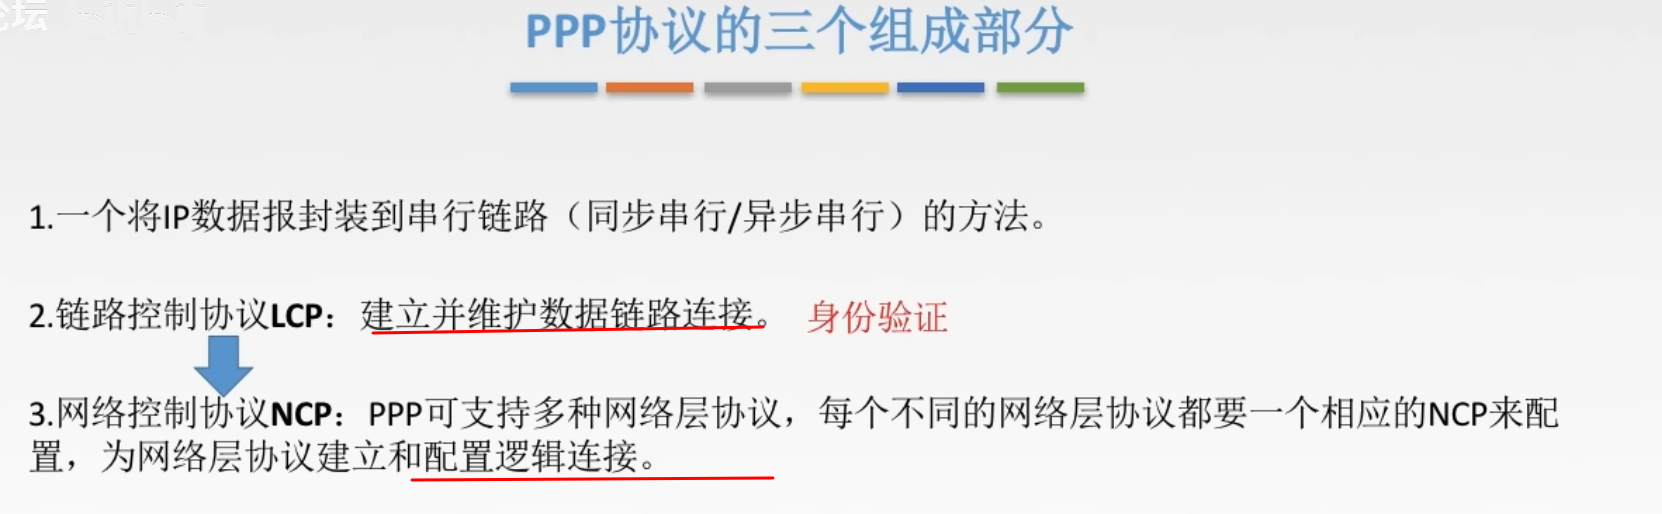 论坛
PPP协议的三个组成部分
1.一个将IP数据报封装到串行链路（同步串行/异步串行）的方法。
2.链路控制协议LCP：建立并维护数据链路连接。 身份验证
3.网络控制协议NCP：PPP可支持多种网络层协议，每个不同的网络层协议都要一个相应的NCP来配
置，为网络层协议建立和配置逻辑连接。